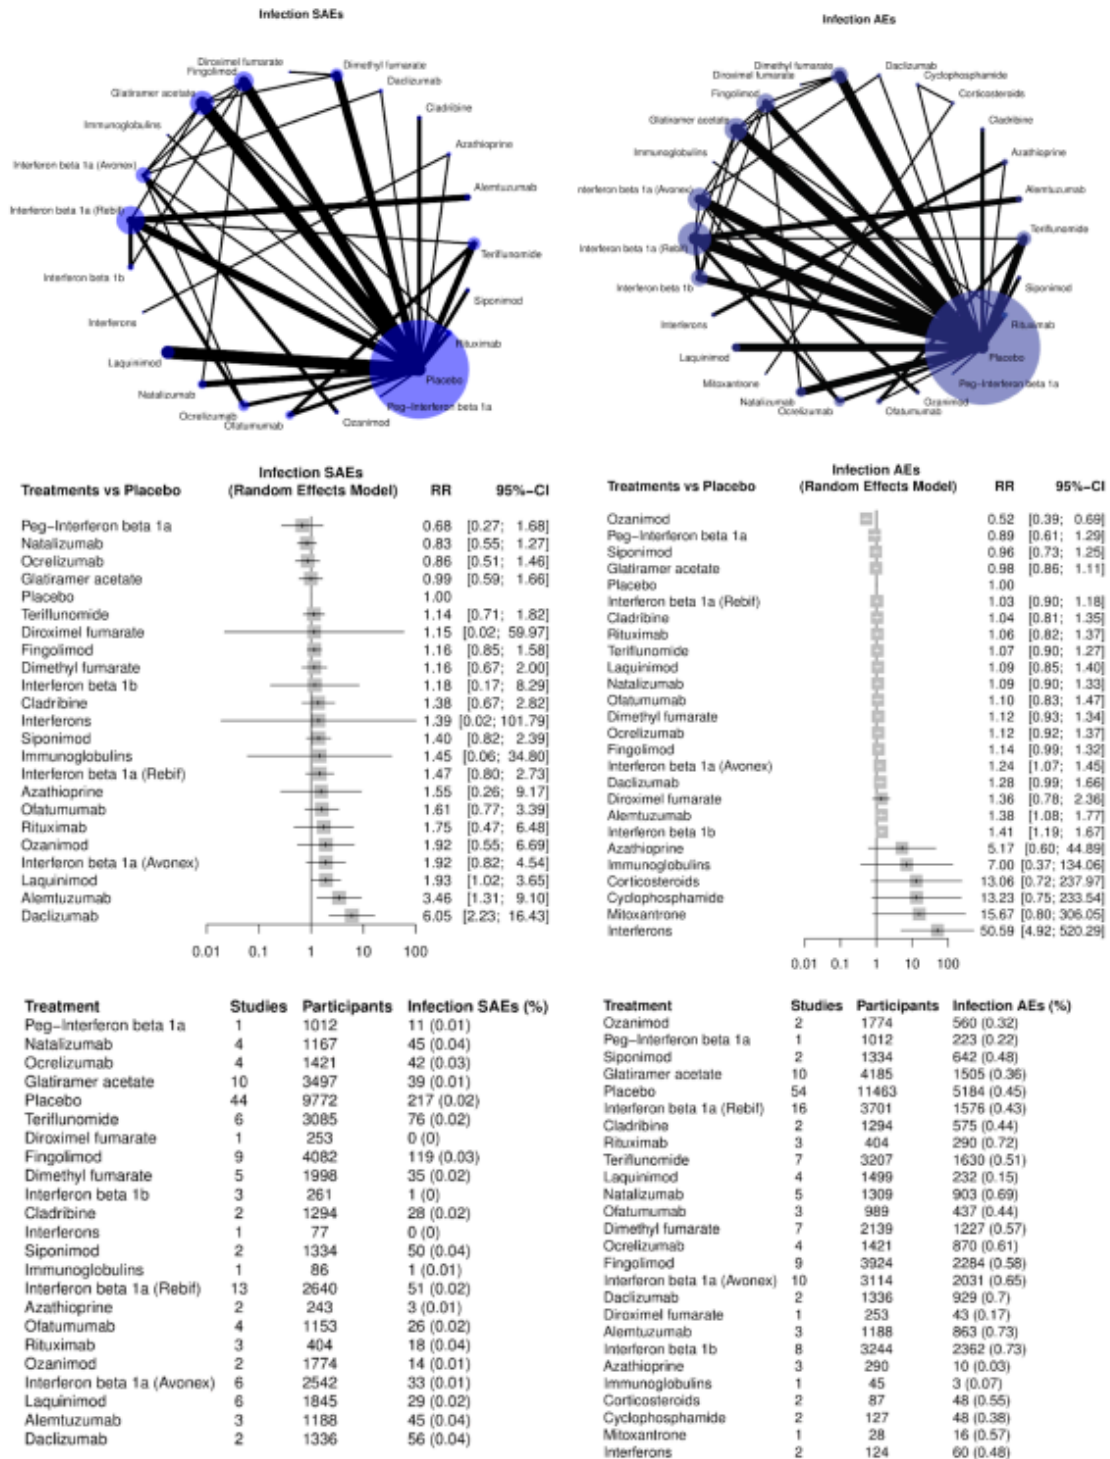 Infection SAEs
Diroximel fumarate
Fingolimod
Dimethyl fumarate
Daclizumab
Glatiramer acetate
Cladribine
Immunoglobulins
Azathioprine
Interferon beta 1a (Avonex)
Alemtuzumab
Interferon beta 1a (Rebif)
Teriflunomide
Interferon beta 1b
Siponimod
Interferons
Rituximab
Laquinimod
Placebo
Natalizumab
Peg-Interferon beta 1a
Ocrelizumab
Ofatumumab
Ozanimod
Infection AEs
Dimethyl fumarate
Daclizumab
Diroximel fumarate
Cyclophosphamide
Fingolimod
Corticosteroids
Glatiramer acetate
Cladribine
Immunoglobulins
Azathioprine
nterferon beta 1a (Avonex)
Alemtuzumab
Teriflunomide
Interferon beta 1a (Rebif)
Interferon beta 1b
Siponimod
Interferons
Rituximab
Laquinimod
Placebo
Mitoxantrone
Peg-Interferon beta 1a
Natalizumab
Ocrelizumab
Ofatumumab
Ozanimod
Infection SAEs
Treatments vs Placebo (Random Effects Model) RR 95%-CI
Peg-Interferon beta 1a 0.68 [0.27; 1.68]
Natalizumab 0.83 [0.55; 1.27]
Ocrelizumab 0.86 [0.51; 1.46]
Glatiramer acetate 0.99 [0.59; 1.66]
Placebo 1.00
Teriflunomide 1.14 [0.71; 1.82]
Diroximel fumarate 1.15 [0.02; 59.97]
Fingolimod 1.16 [0.85; 1.58]
Dimethyl fumarate 1.16 [0.67; 2.00]
Interferon beta 1b 1.18 [0.17; 8.29]
Cladribine 1.38 [0.67; 2.82]
Interferons 1.39 [0.02; 101.79]
Siponimod 1.40 [0.82; 2.39]
Immunoglobulins 1.45 [0.06; 34.80]
Interferon beta 1a (Rebif) 1.47 [0.80; 2.73]
Azathioprine 1.55 [0.26; 9.17]
Ofatumumab 1.61 [0.77; 3.39]
Rituximab 1.75 [0.47; 6.48]
Ozanimod 1.92 [0.55; 6.69]
Interferon beta 1a (Avonex) 1.92 [0.82; 4.54]
Laquinimod 1.93 [1.02; 3.65]
Alemtuzumab 3.46 [1.31; 9.10]
Daclizumab 6.05 [2.23; 16.43]
0.01 0.1 1 10 100
Infection AEs
Treatments vs Placebo (Random Effects Model) RR 95%-CI
Ozanimod 0.52 [0.39; 0.69]
Peg-Interferon beta 1a 0.89 [0.61; 1.29]
Siponimod 0.96 [0.73; 1.25]
Glatiramer acetate 0.98 [0.86; 1.11]
Placebo 1.00
Interferon beta 1a (Rebif) 1.03 [0.90; 1.18]
Cladribine 1.04 [0.81; 1.35]
Rituximab 1.06 [0.82; 1.37]
Teriflunomide 1.07 [0.90; 1.27]
Laquinimod 1.09 [0.85; 1.40]
Natalizumab 1.09 [0.90; 1.33]
Ofatumumab 1.10 [0.83; 1.47]
Dimethyl fumarate 1.12 [0.93; 1.34]
Ocrelizumab 1.12 [0.92; 1.37]
Fingolimod 1.14 [0.99; 1.32]
Interferon beta 1a (Avonex) 1.24 [1.07; 1.45]
Daclizumab 1.28 [0.99; 1.66]
Diroximel fumarate 1.36 [0.78; 2.36]
Alemtuzumab 1.38 [1.08; 1.77]
Interferon beta 1b 1.41 [1.19; 1.67]
Azathioprine 5.17 [0.60; 44.89]
Immunoglobulins 7.00 [0.37; 134.06]
Corticosteroids 13.06 [0.72; 237.97]
Cyclophosphamide 13.23 [0.75; 233.54]
Mitoxantrone 15.67 [0.80; 306.05]
Interferons 50.59 [4.92; 520.29]
0.01 0.1 1 10 100
Treatment Studies Participants Infection SAEs (%)
Peg-Interferon beta 1a 1 1012 11 (0.01)
Natalizumab 4 1167 45 (0.04)
Ocrelizumab 4 1421 42 (0.03)
Glatiramer acetate 10 3497 39 (0.01)
Placebo 44 9772 217 (0.02)
Teriflunomide 6 3085 76 (0.02)
Diroximel fumarate 1 253 0 (0)
Fingolimod 9 4082 119 (0.03)
Dimethyl fumarate 5 1998 35 (0.02)
Interferon beta 1b 3 261 1 (0)
Cladribine 2 1294 28 (0.02)
Interferons 1 77 0 (0)
Siponimod 2 1334 50 (0.04)
Immunoglobulins 1 86 1 (0.01)
Interferon beta 1a (Rebif) 13 2640 51 (0.02)
Azathioprine 2 243 3 (0.01)
Ofatumumab 4 1153 26 (0.02)
Rituximab 3 404 18 (0.04)
Ozanimod 2 1774 14 (0.01)
Interferon beta 1a (Avonex) 6 2542 33 (0.01)
Laquinimod 6 1845 29 (0.02)
Alemtuzumab 3 1188 45 (0.04)
Daclizumab 2 1336 56 (0.04)
Treatment Studies Participants Infection AEs (%)
Ozanimod 2 1774 560 (0.32)
Peg-Interferon beta 1a 1 1012 223 (0.22)
Siponimod 2 1334 642 (0.48)
Glatiramer acetate 10 4185 1505 (0.36)
Placebo 54 11463 5184 (0.45)
Interferon beta 1a (Rebif) 16 3701 1576 (0.43)
Cladribine 2 1294 575 (0.44)
Rituximab 3 404 290 (0.72)
Teriflunomide 7 3207 1630 (0.51)
Laquinimod 4 1499 232 (0.15)
Natalizumab 5 1309 903 (0.69)
Ofatumumab 3 989 437 (0.44)
Dimethyl fumarate 7 2139 1227 (0.57)
Ocrelizumab 4 1421 870 (0.61)
Fingolimod 9 3924 2284 (0.58)
Interferon beta 1a (Avonex) 10 3114 2031 (0.65)
Daclizumab 2 1336 929 (0.7)
Diroximel fumarate 1 253 43 (0.17)
Alemtuzumab 3 1188 863 (0.73)
Interferon beta 1b 8 3244 2362 (0.73)
Azathioprine 3 290 10 (0.03)
Immunoglobulins 1 45 3 (0.07)
Corticosteroids 2 87 48 (0.55)
Cyclophosphamide 2 127 48 (0.38)
Mitoxantrone 1 28 16 (0.57)
Interferons 2 124 60 (0.48)